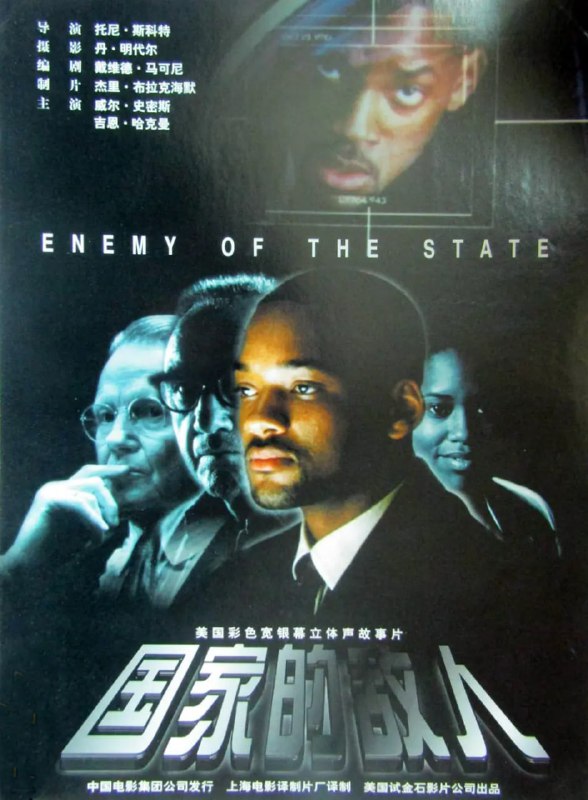 导演 托尼·斯科特
摄影 丹·明代尔
编剧 戴维德·马可尼
制片 杰里·布拉克海默
主演 威尔·史密斯
吉恩·哈克曼
ENEMY OF THE STATE
美国彩色宽银幕立体声故事片
国家的敌人
中国电影集团公司发行 上海电影译制片厂译制 美国试金石影片公司出品